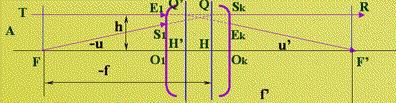 T E₁ Q' Q Sₖ R
A h S₁
-u H' H Eₖ u'
F O₁ Oₖ F'
-f
f'